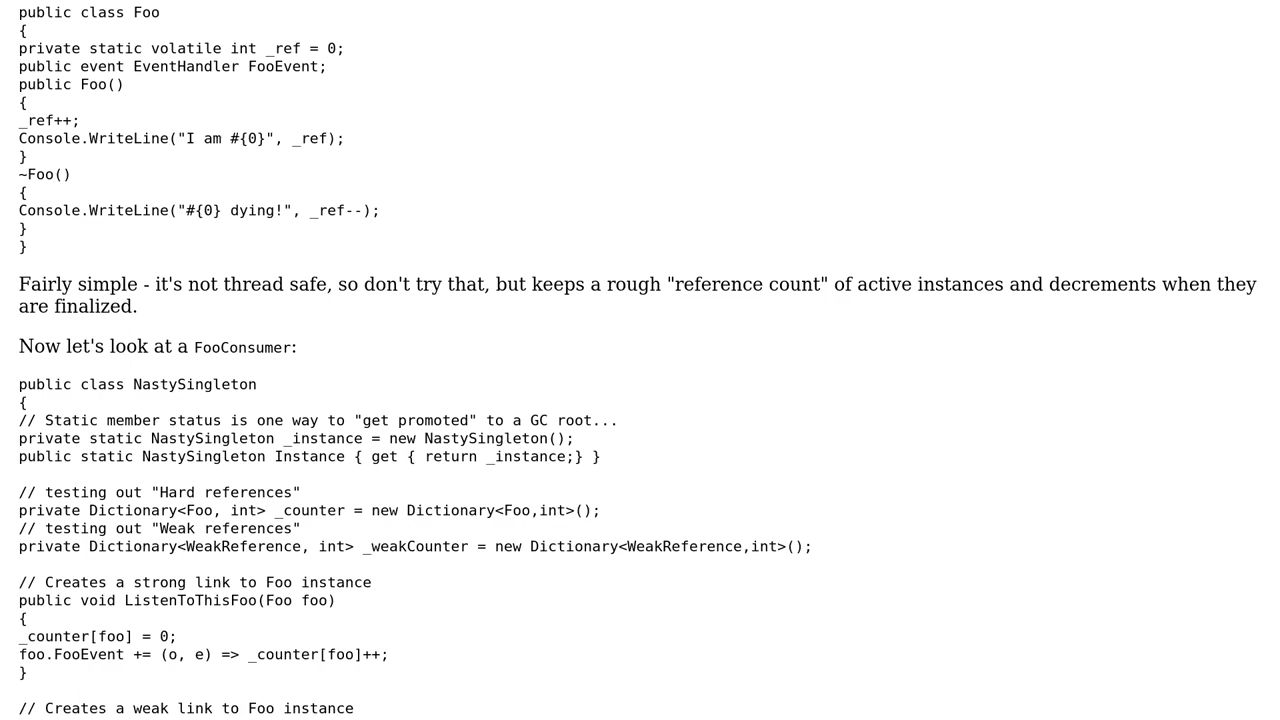 public class Foo
{
private static volatile int _ref = 0;
public event EventHandler FooEvent;
public Foo()
{
_ref++;
Console.WriteLine("I am #{0}", _ref);
}
~Foo()
{
Console.WriteLine("#{0} dying!", _ref--);
}
}
Fairly simple - it's not thread safe, so don't try that, but keeps a rough "reference count" of active instances and decrements when they
are finalized.
Now let's look at a FooConsumer:
public class NastySingleton
{
// Static member status is one way to "get promoted" to a GC root...
private static NastySingleton _instance = new NastySingleton();
public static NastySingleton Instance { get { return _instance;} }
// testing out "Hard references"
private Dictionary<Foo, int> _counter = new Dictionary<Foo,int>();
// testing out "Weak references"
private Dictionary<WeakReference, int> _weakCounter = new Dictionary<WeakReference,int>();
// Creates a strong link to Foo instance
public void ListenToThisFoo(Foo foo)
{
_counter[foo] = 0;
foo.FooEvent += (o, e) => _counter[foo]++;
}
// Creates a weak link to Foo instance